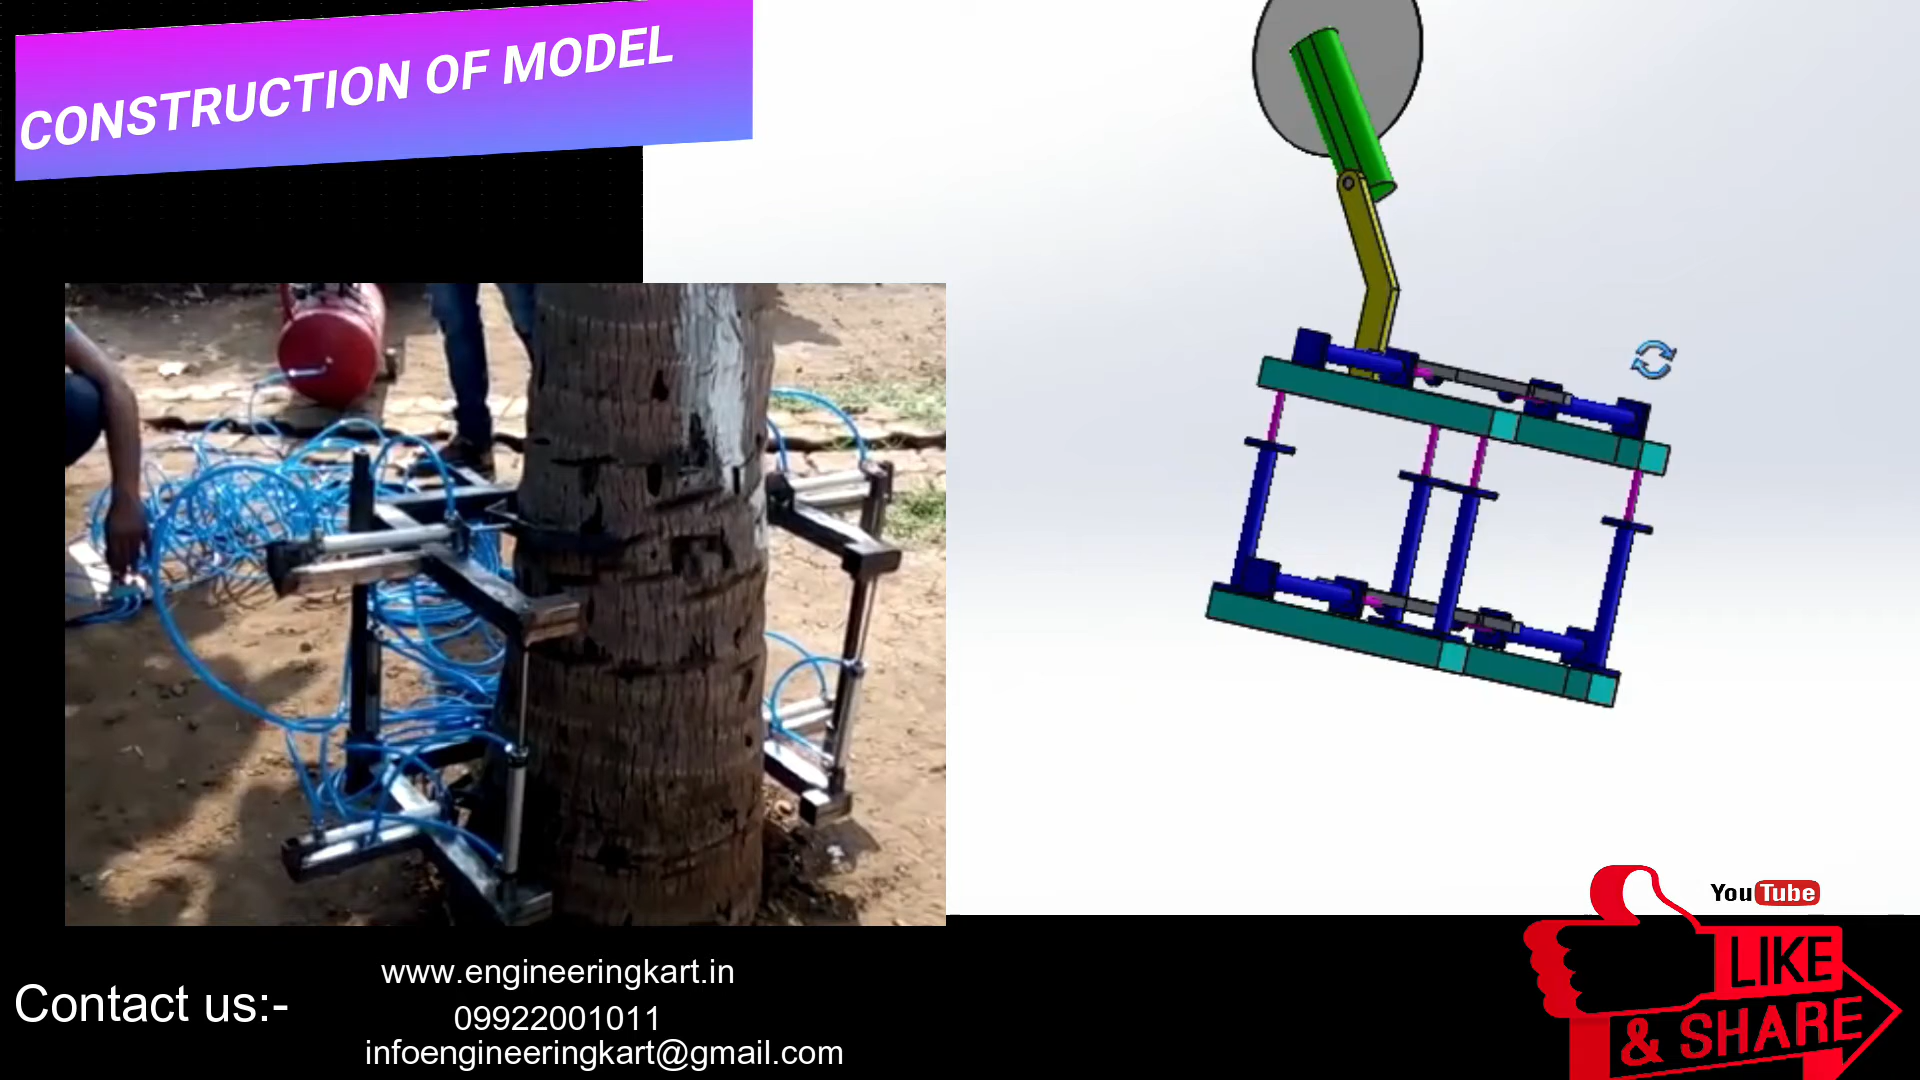 CONSTRUCTION OF MODEL
YouTube
LIKE
& SHARE
Contact us:-
www.engineeringkart.in
09922001011
infoengineeringkart@gmail.com